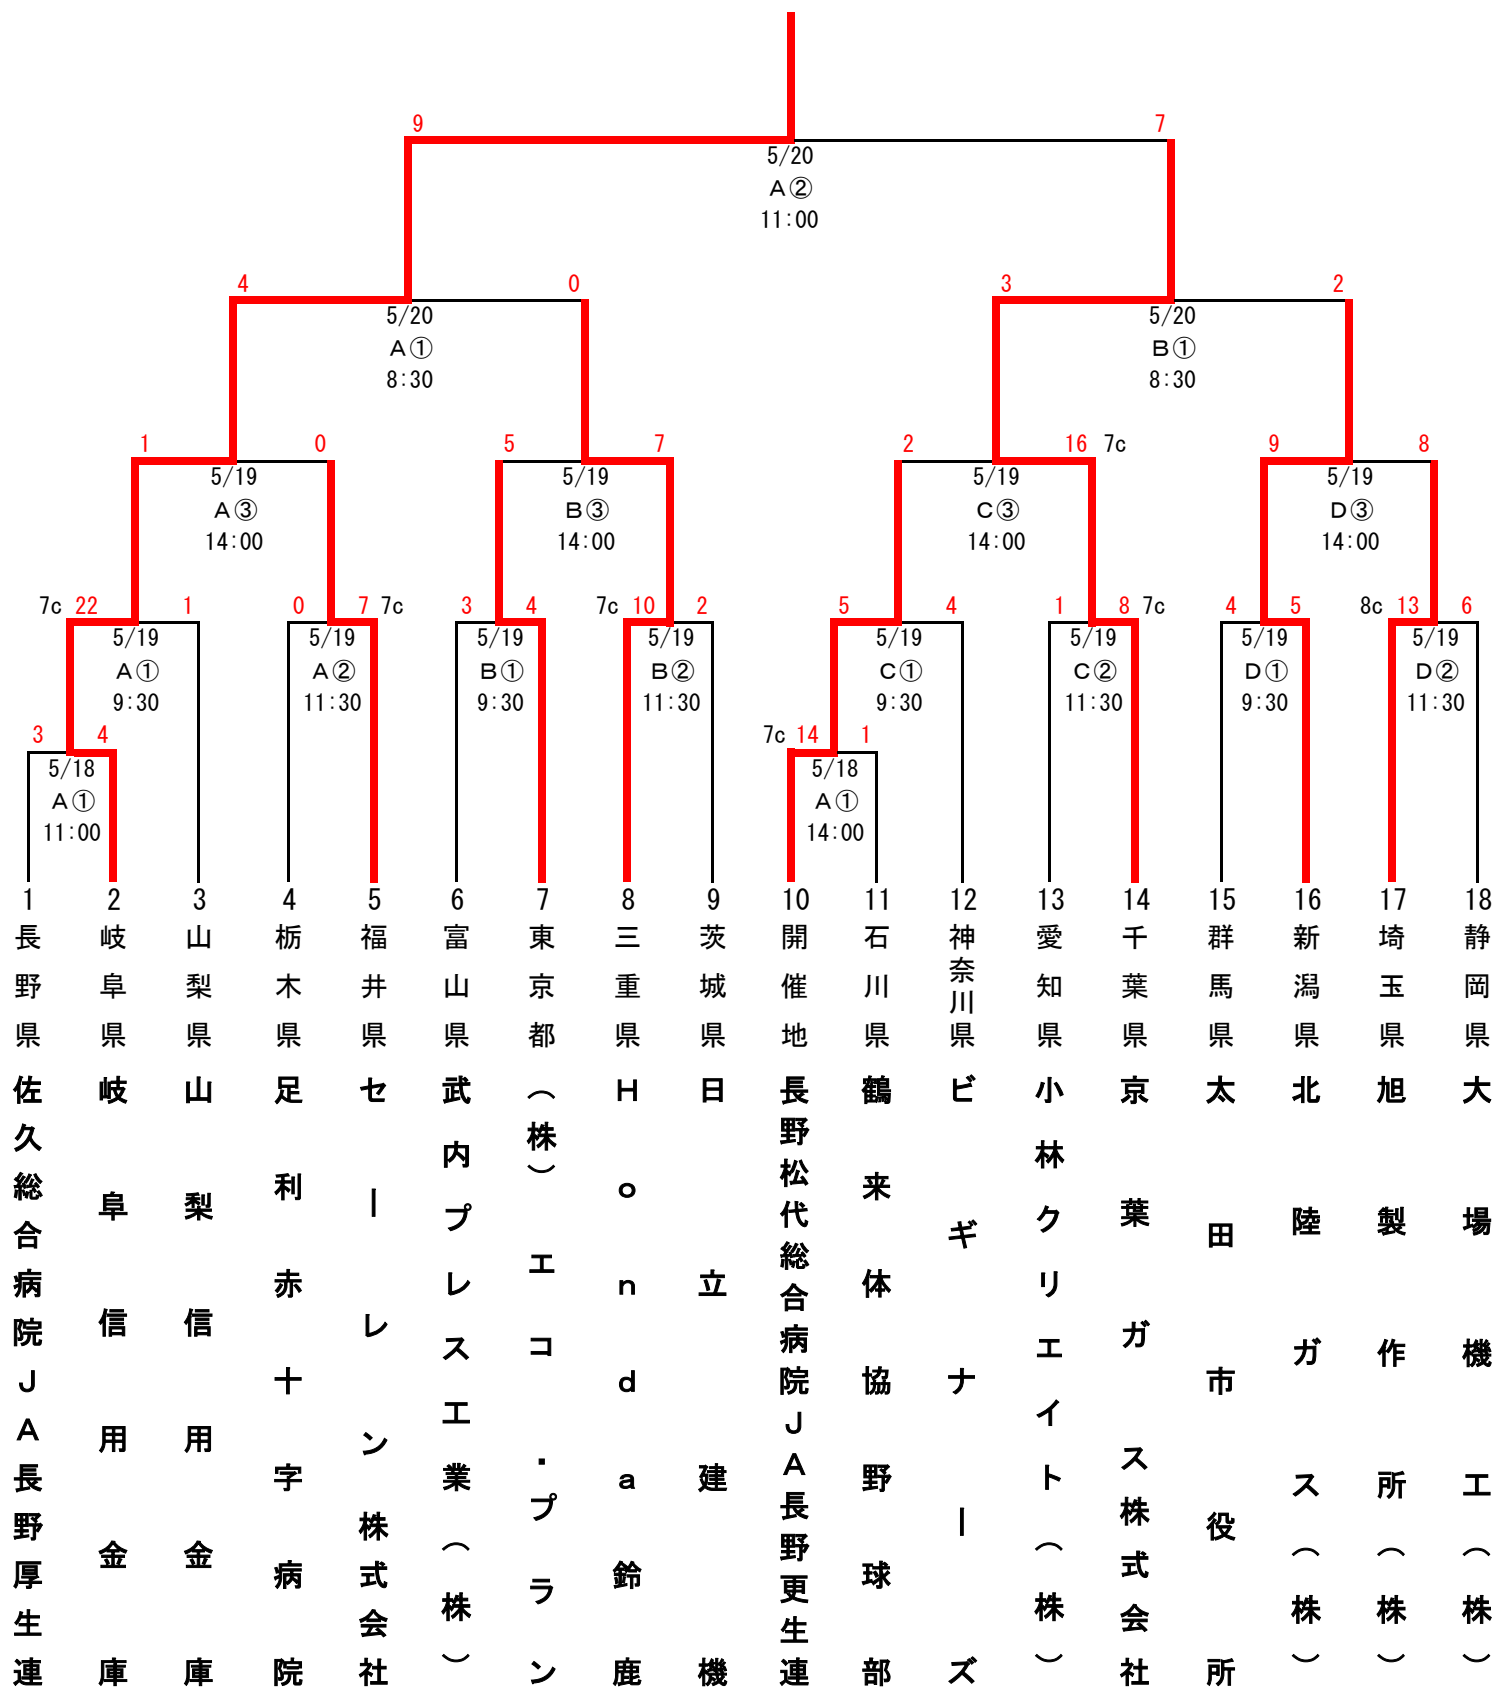 9 7
5/20
A②
11:00
4 0 3 2
5/20 5/20
A① B①
8:30 8:30
1 0 5 7 2 16 7c 9 8
5/19 5/19 5/19 5/19
A③ B③ C③ D③
14:00 14:00 14:00 14:00
7c 22 1 0 7 7c 3 4 7c 10 2 5 4 1 8 7c 4 5 8c 13 6
5/19 5/19 5/19 5/19 5/19 5/19 5/19 5/19
A① A② B① B② C① C② D① D②
9:30 11:30 9:30 11:30 9:30 11:30 9:30 11:30
3 4 7c 14 1
5/18 5/18
A① A①
11:00 14:00
1 2 3 4 5 6 7 8 9 10 11 12 13 14 15 16 17 18
長野県
岐阜県
山梨県
栃木県
福井県
富山県
東京都
三重県
茨城県
開催地
石川県
神奈川県
愛知県
千葉県
群馬県
新潟県
埼玉県
静岡県
佐久総合病院JA長野厚生連
岐阜信用金庫
山梨信用金庫
足利赤十字病院
セーレン株式会社
武内プレス工業(株)
(株)エコ・プラン
Honda鈴鹿
日立建機
長野松代総合病院JA長野更生連
鶴来体協野球部
ビギナーズ
小林クリエイト(株)
京葉ガス株式会社
太田市役所
北陸ガス(株)
旭製作所(株)
大場機工(株)